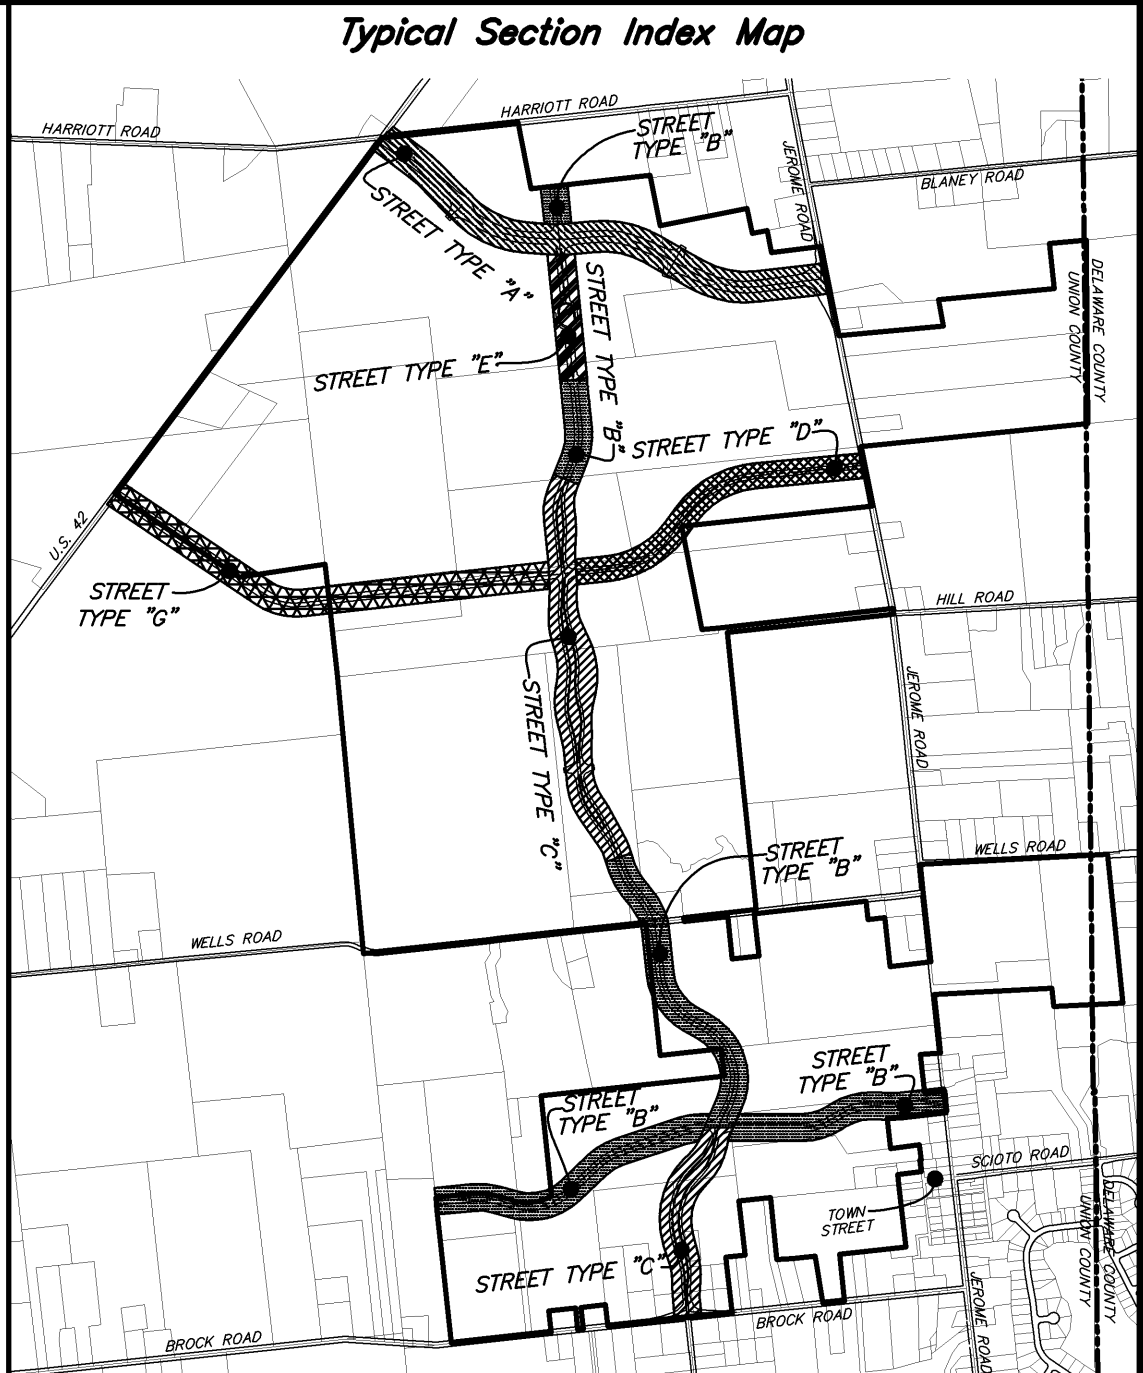 Typical Section Index Map
HARRIOTT ROAD
HARRIOTT ROAD
STREET
TYPE "B"
JEROME ROAD
BLANEY ROAD
STREET TYPE "A"
STREET TYPE "B"
DELAWARE COUNTY
UNION COUNTY
STREET TYPE "E"
STREET TYPE "D"
U.S. 42
STREET
TYPE "G"
HILL ROAD
JEROME ROAD
STREET TYPE "C"
STREET
TYPE "B"
WELLS ROAD
WELLS ROAD
STREET
TYPE "B"
STREET
TYPE "B"
SCIOTO ROAD
TOWN
STREET
DELAWARE COUNTY
UNION COUNTY
STREET TYPE "C"
BROCK ROAD
BROCK ROAD
JEROME ROAD